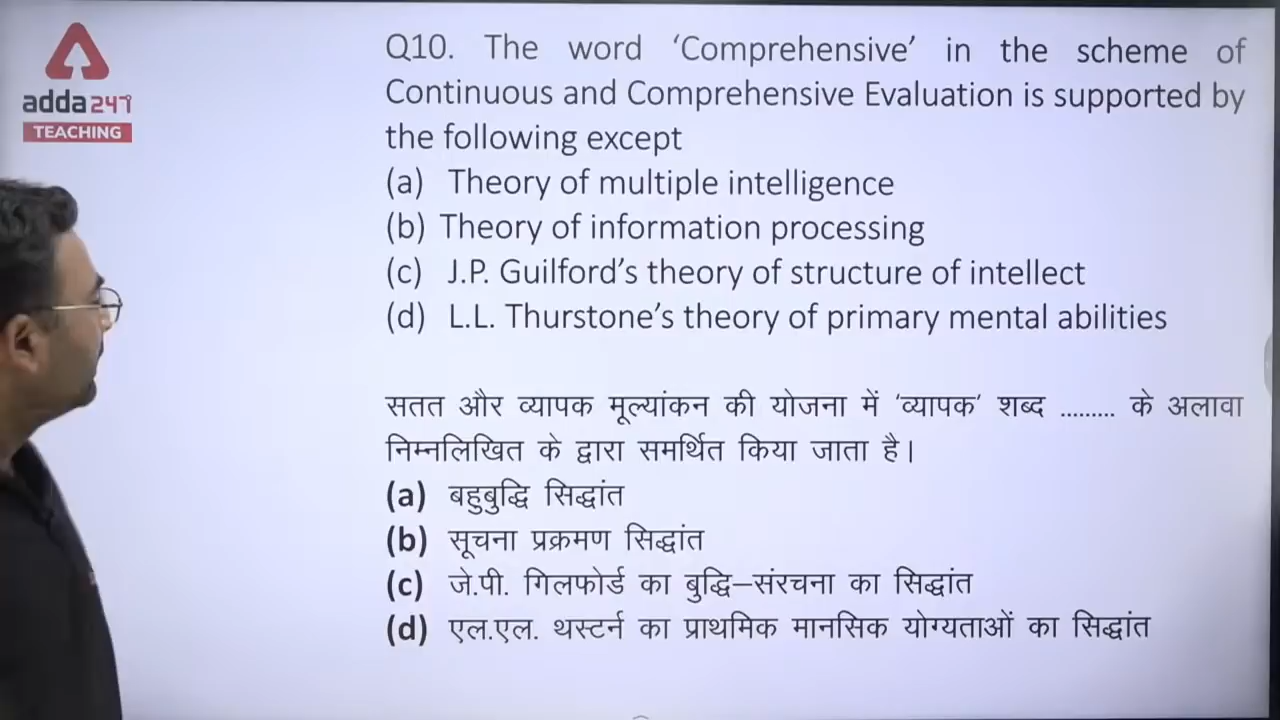 adda247
TEACHING
Q10. The word ‘Comprehensive’ in the scheme of
Continuous and Comprehensive Evaluation is supported by
the following except
(a) Theory of multiple intelligence
(b) Theory of information processing
(c) J.P. Guilford’s theory of structure of intellect
(d) L.L. Thurstone’s theory of primary mental abilities
सतत और व्यापक मूल्यांकन की योजना में ‘व्यापक’ शब्द ......... के अलावा
निम्नलिखित के द्वारा समर्थित किया जाता है।
(a) बहुबुद्धि सिद्धांत
(b) सूचना प्रक्रमण सिद्धांत
(c) जे.पी. गिलफोर्ड का बुद्धि–संरचना का सिद्धांत
(d) एल.एल. थस्टर्न का प्राथमिक मानसिक योग्यताओं का सिद्धांत